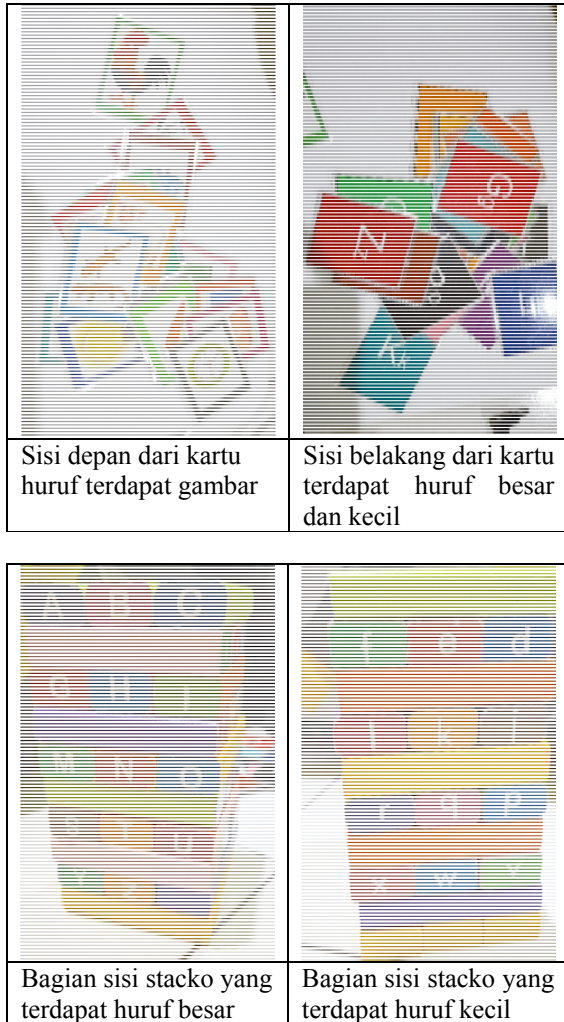 G g
Z z
K k
Sisi depan dari kartu
huruf terdapat gambar
Sisi belakang dari kartu
terdapat huruf besar
dan kecil
A B C
G H I
M N O
S T U
Y Z
f e d
l k j
r q p
x w v
Bagian sisi stacko yang
terdapat huruf besar
Bagian sisi stacko yang
terdapat huruf kecil